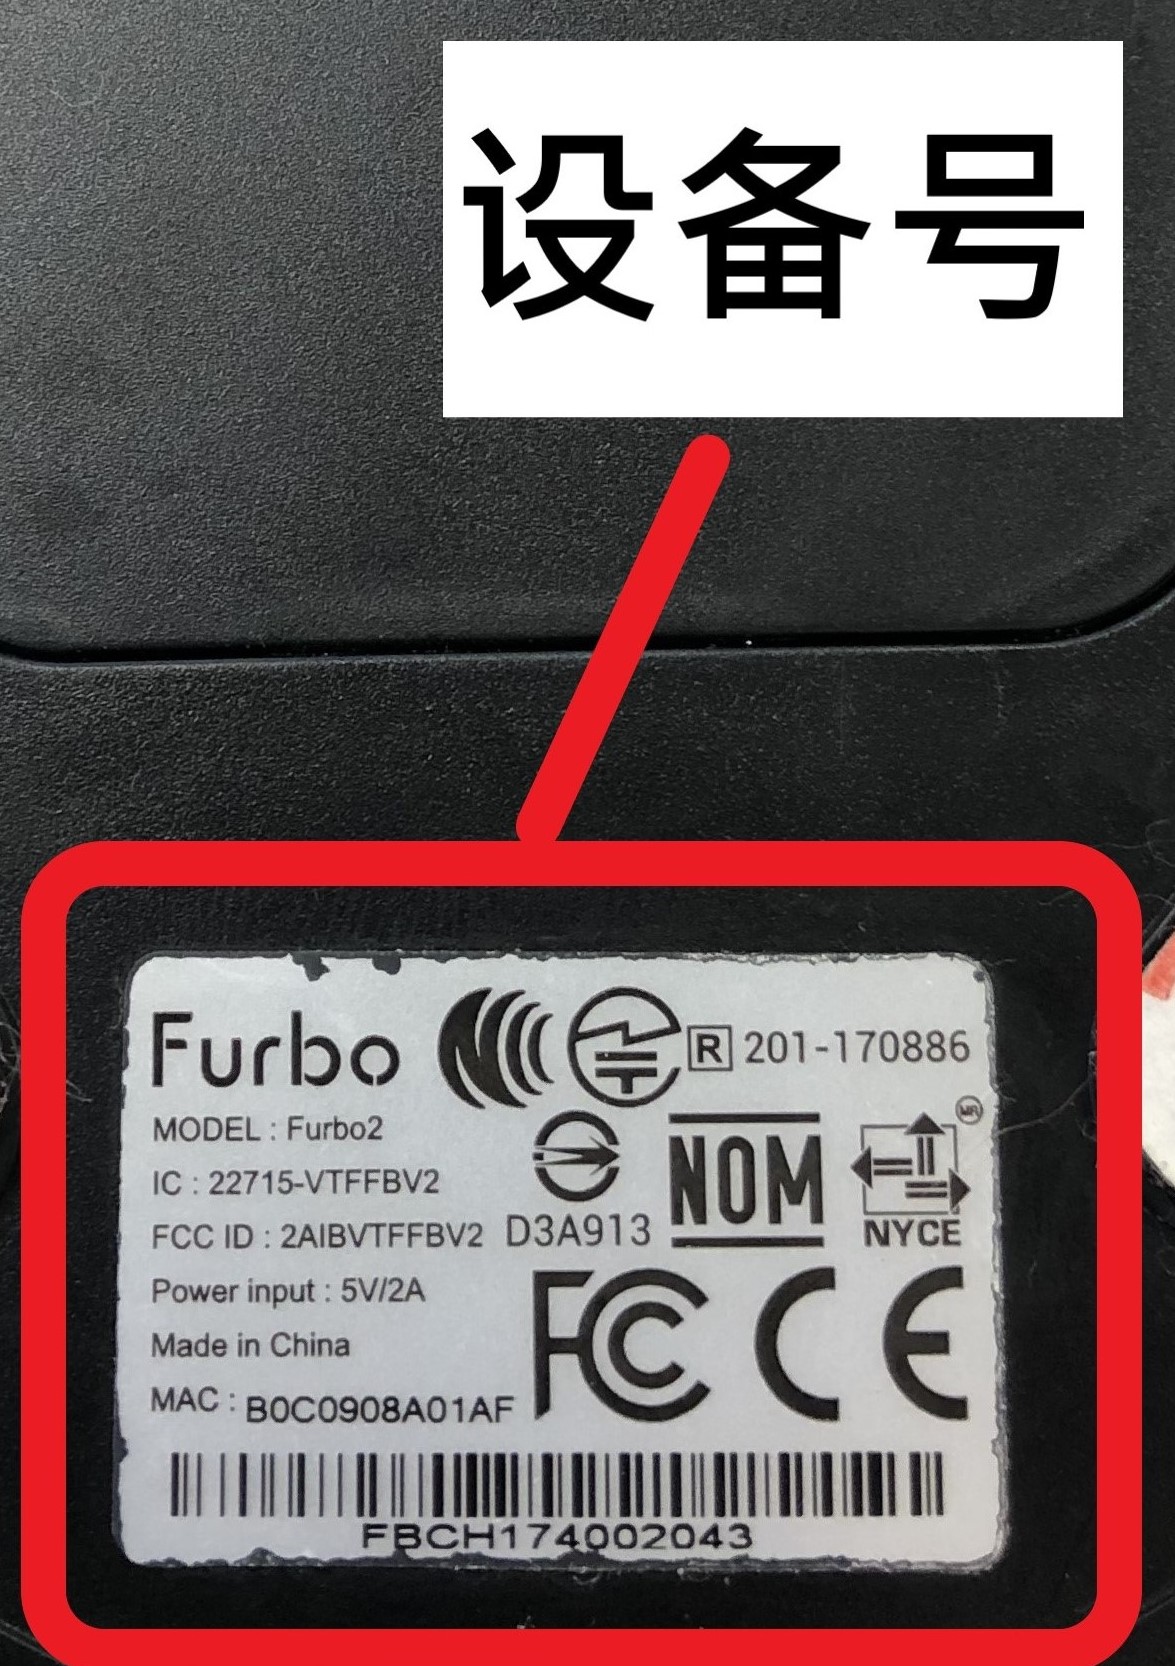 设备号
Furbo
R 201-170886
MODEL : Furbo2
IC : 22715-VTFFBV2
FCC ID : 2AIBVTFFBV2
D3A913
NOM
MR
NYCE
Power input : 5V/2A
Made in China
MAC : B0C0908A01AF
FC CE
FBCH174002043